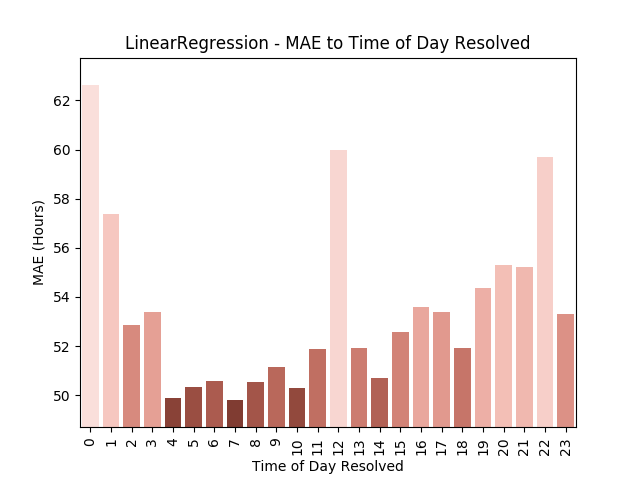 LinearRegression - MAE to Time of Day Resolved
MAE (Hours)
62
60
58
56
54
52
50
0 1 2 3 4 5 6 7 8 9 10 11 12 13 14 15 16 17 18 19 20 21 22 23
Time of Day Resolved